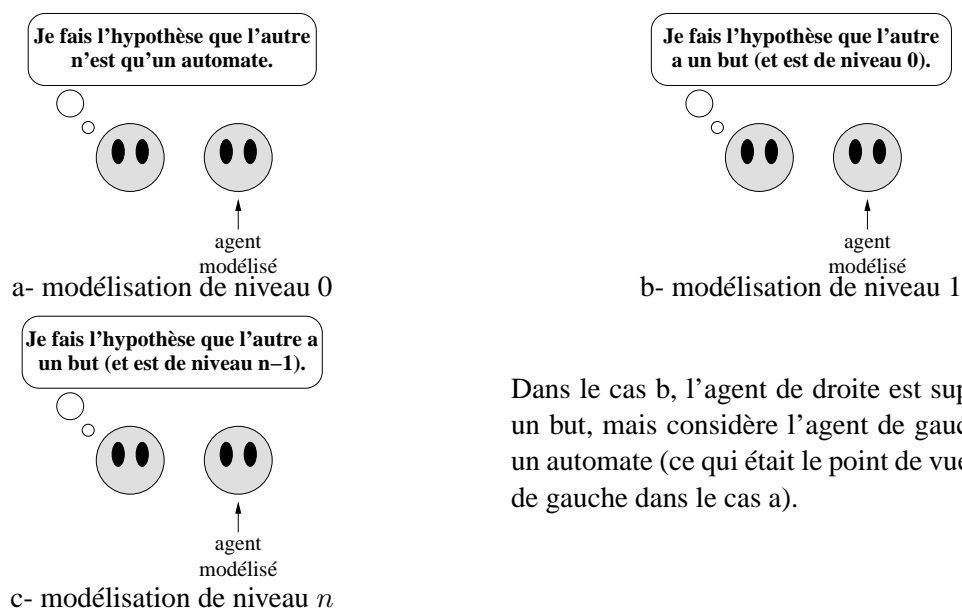 Je fais l'hypothèse que l'autre
n'est qu'un automate.
agent
modélisé
a- modélisation de niveau 0
Je fais l'hypothèse que l'autre
a un but (et est de niveau 0).
agent
modélisé
b- modélisation de niveau 1
Je fais l'hypothèse que l'autre a
un but (et est de niveau n−1).
agent
modélisé
c- modélisation de niveau n
Dans le cas b, l'agent de droite est
un but, mais considère l'agent de
un automate (ce qui était le point de vue
de gauche dans le cas a).